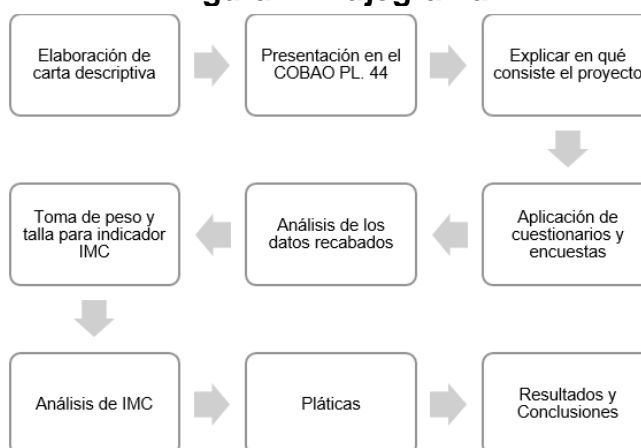 Elaboración de
carta descriptiva
Presentación en el
COBAO PL. 44
Explicar en qué
consiste el proyecto
Aplicación de
cuestionarios y
encuestas
Análisis de los
datos recabados
Toma de peso y
talla para indicador
IMC
Análisis de IMC
Pláticas
Resultados y
Conclusiones